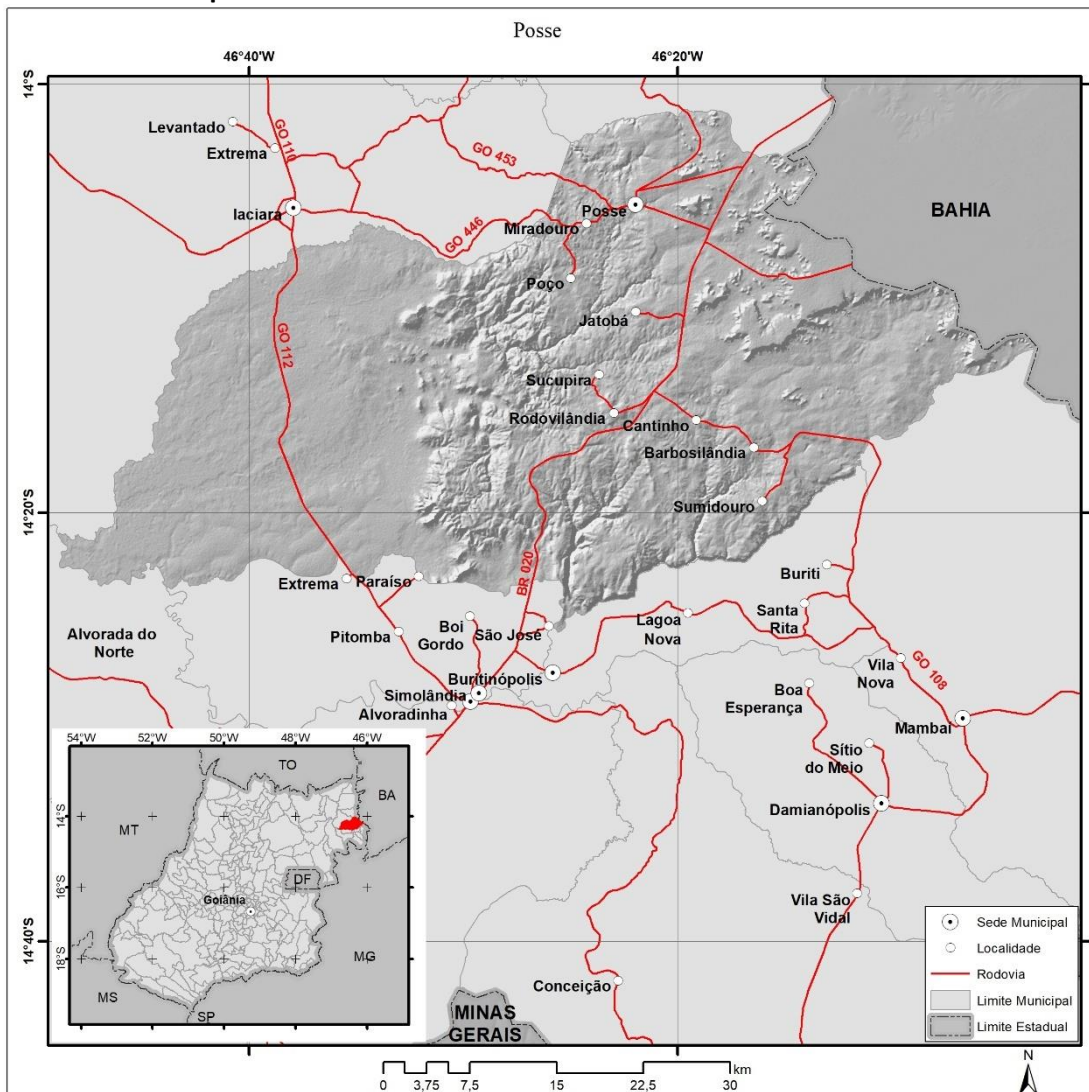 Posse
46°40'W
46°20'W
14°S
14°20'S
14°40'S
Levantado
Extrema
GO 110
GO 453
Iaciara
GO 446
Miradouro
Posse
BAHIA
Poço
Jatobá
GO 112
Sucupira
Rodovilândia
Cantinho
Barbosilândia
Sumidouro
BR 020
Extrema
Paraíso
Buriti
Alvorada do
Norte
Pitomba
Boi
Gordo
São José
Lagoa
Nova
Santa
Rita
Vila
Nova
GO 108
Buritinópolis
Simolândia
Alvoradinha
Boa
Esperança
Mambai
Sítio
do Meio
Damianópolis
Vila São
Vidal
Conceição
MINAS
GERAIS
54°W
52°W
50°W
48°W
46°W
14°S
16°S
18°S
TO
BA
MT
DF
Goiânia
MG
MS
SP
Sede Municipal
Localidade
Rodovia
Limite Municipal
Limite Estadual
N
km
0
3,75
7,5
15
22,5
30